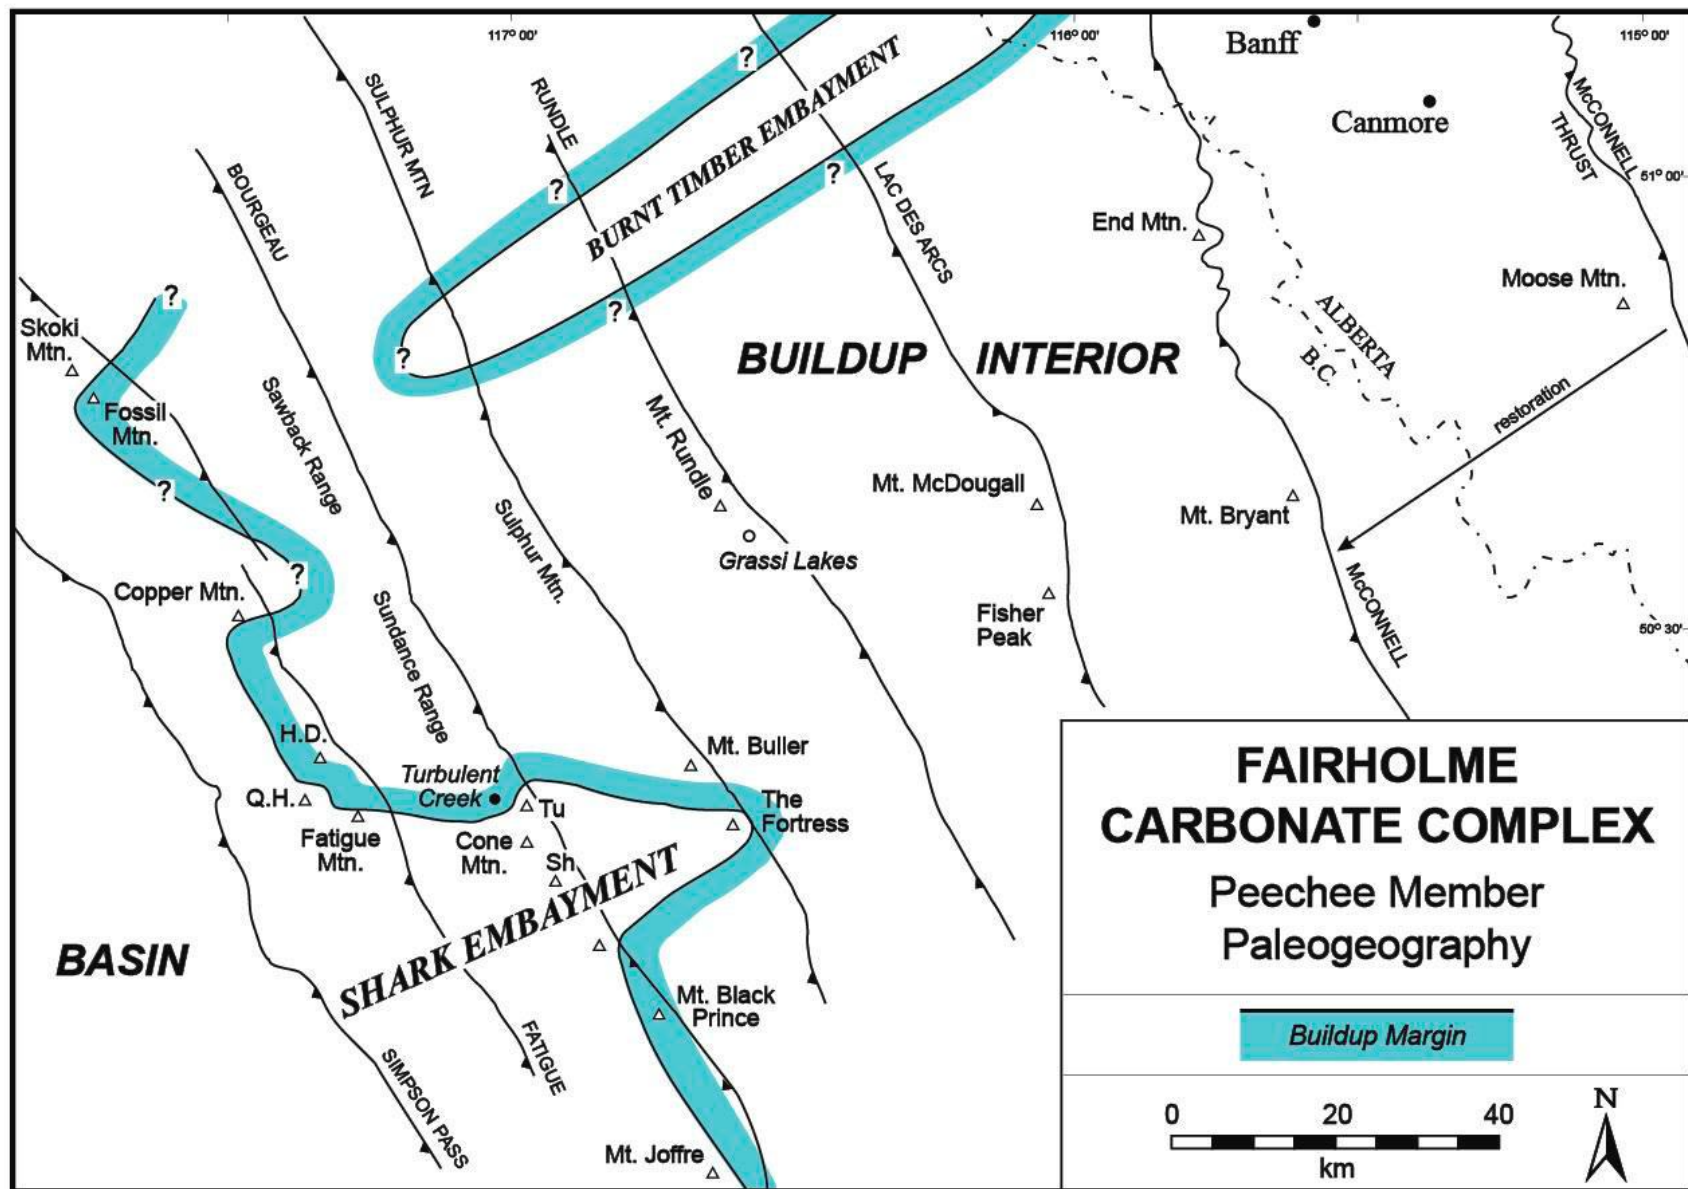 117° 00'
116° 00'
115° 00'
Banff
Canmore
McCONNELL
THRUST
51° 00'
SULPHUR MTN
RUNDLE
?
BURNT TIMBER EMBAYMENT
?
?
LAC DES ARCS
BOURGEAU
End Mtn.
Moose Mtn.
?
Skoki
Mtn.
?
?
ALBERTA
B.C.
BUILDUP INTERIOR
restoration
Fossil
Mtn.
Sawback Range
Mt. Rundle
?
Mt. McDougall
Mt. Bryant
Sulphur Mtn.
Grassi Lakes
?
Copper Mtn.
Sundance Range
Fisher
Peak
McCONNELL
50° 30'
H.D.
Mt. Buller
Turbulent
Creek
Q.H.
Tu
The
Fortress
Fatigue
Mtn.
Cone
Mtn.
Sh
SHARK EMBAYMENT
BASIN
Mt. Black
Prince
FATIGUE
SIMPSON PASS
Mt. Joffre
FAIRHOLME
CARBONATE COMPLEX
Peechee Member
Paleogeography
Buildup Margin
0 20 40
km
N